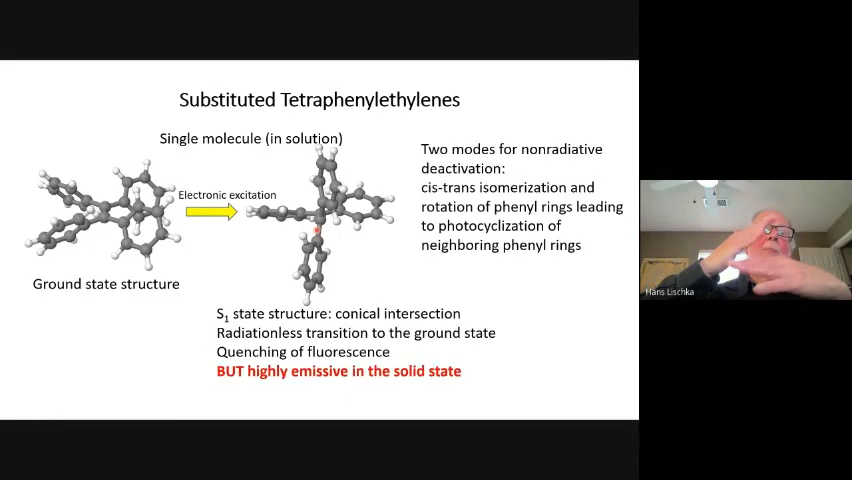 Substituted Tetraphenylethylenes
Single molecule (in solution)
Electronic excitation
Ground state structure
Two modes for nonradiative
deactivation:
cis-trans isomerization and
rotation of phenyl rings leading
to photocyclization of
neighboring phenyl rings
S₁ state structure: conical intersection
Radiationless transition to the ground state
Quenching of fluorescence
BUT highly emissive in the solid state
Hans Lischka